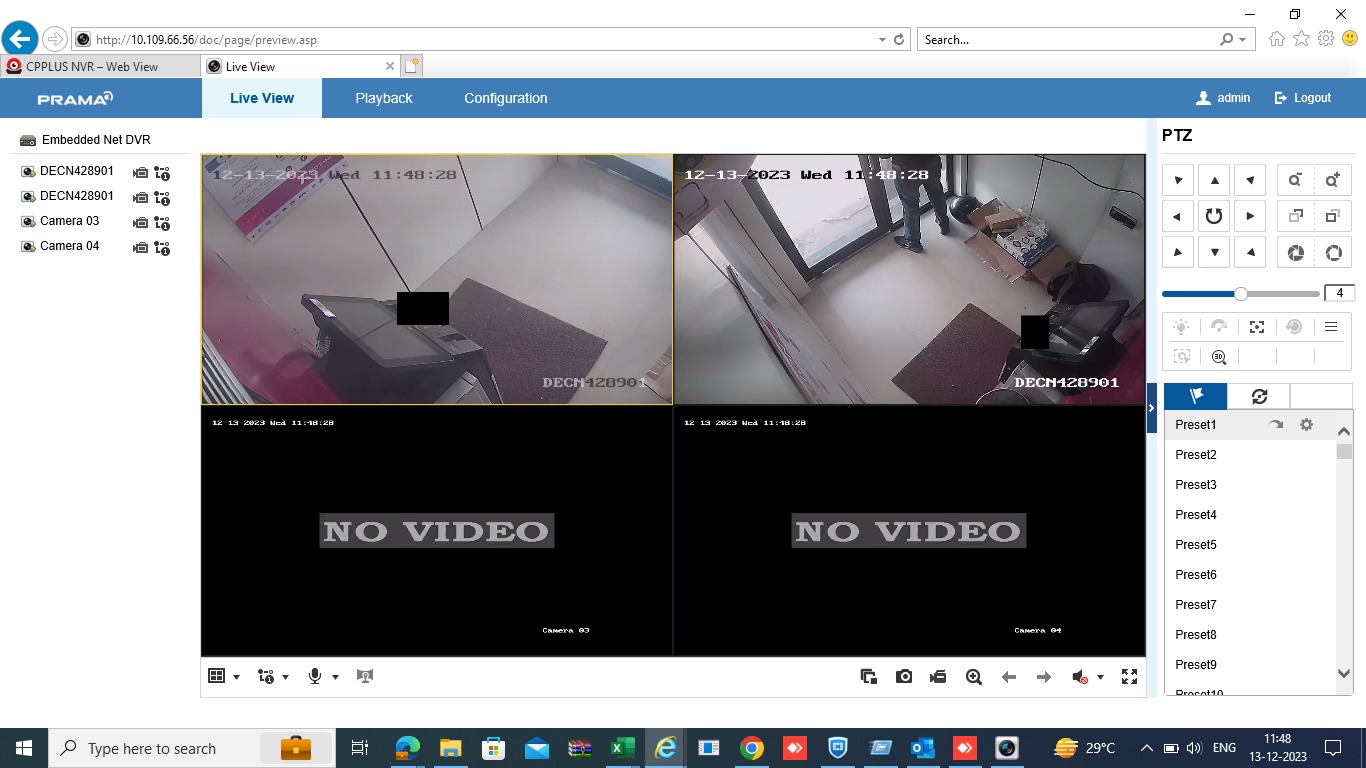 http://10.109.66.56/doc/page/preview.asp
Search...
CPPLUS NVR – Web View
Live View
PRAMA
Live View
Playback
Configuration
admin
Logout
Embedded Net DVR
DECN428901
DECN428901
Camera 03
Camera 04
12-13-2023 Wed 11:48:28
DECN428901
12-13-2023 Wed 11:48:28
DECN428901
12-13-2023 Wed 11:48:28
NO VIDEO
Camera 03
12-13-2023 Wed 11:48:28
NO VIDEO
Camera 04
PTZ
4
3D
Preset1
Preset2
Preset3
Preset4
Preset5
Preset6
Preset7
Preset8
Preset9
Preset10
Type here to search
29°C
ENG
11:48
13-12-2023